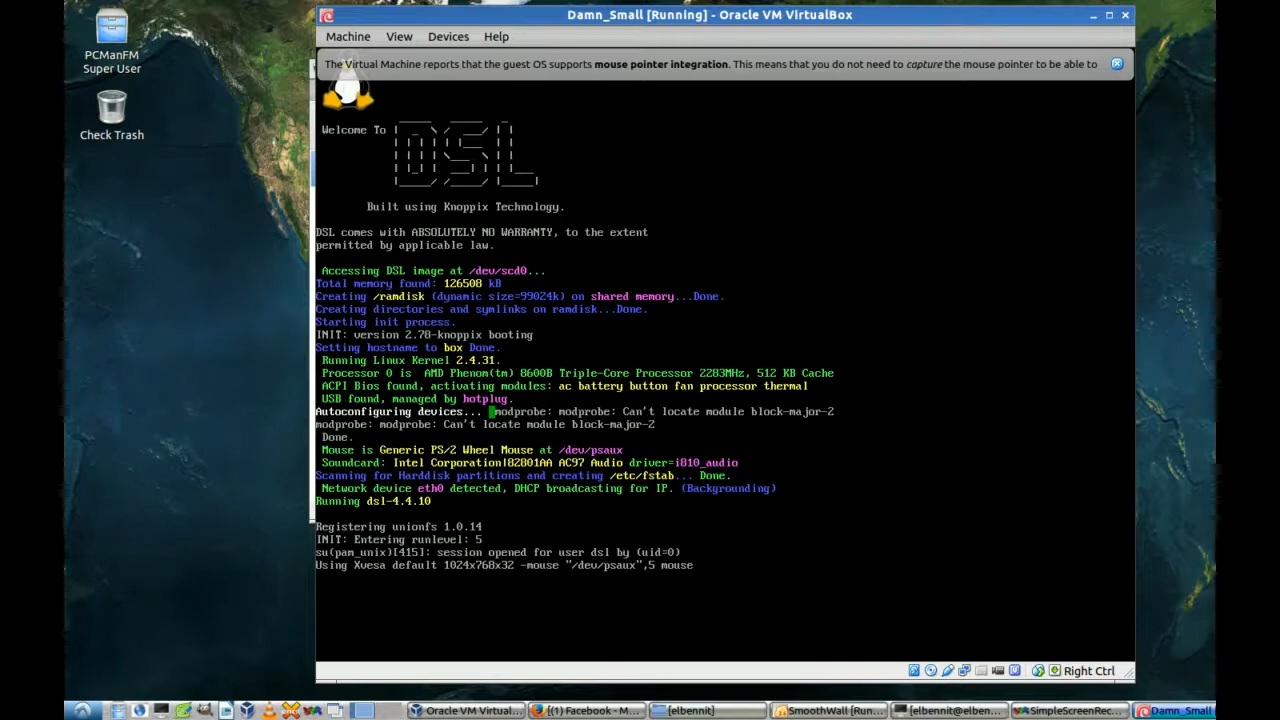 PCManFM
Super User
Check Trash
Damn_Small [Running] - Oracle VM VirtualBox
Machine View Devices Help
The Virtual Machine reports that the guest OS supports mouse pointer integration. This means that you do not need to capture the mouse pointer to be able to
Welcome To DSL
Built using Knoppix Technology.
DSL comes with ABSOLUTELY NO WARRANTY, to the extent
permitted by applicable law.
Accessing DSL image at /dev/scd0...
Total memory found: 126508 kB
Creating /ramdisk (dynamic size=99024k) on shared memory...Done.
Creating directories and symlinks on ramdisk...Done.
Starting init process.
INIT: version 2.78-knoppix booting
Setting hostname to box Done.
Running Linux Kernel 2.4.31.
Processor 0 is AMD Phenom(tm) 8600B Triple-Core Processor 2283MHz, 512 KB Cache
ACPI Bios found, activating modules: ac battery button fan processor thermal
USB found, managed by hotplug.
Autoconfiguring devices... modprobe: modprobe: Can't locate module block-major-2
modprobe: modprobe: Can't locate module block-major-2
Done.
Mouse is Generic PS/2 Wheel Mouse at /dev/psaux
Soundcard: Intel Corporation|82801AA AC97 Audio driver=i810_audio
Scanning for Harddisk partitions and creating /etc/fstab... Done.
Network device eth0 detected, DHCP broadcasting for IP. (Backgrounding)
Running dsl-4.4.10
Registering unionfs 1.0.14
INIT: Entering runlevel: 5
su(pam_unix)[415]: session opened for user dsl by (uid=0)
Using Xvesa default 1024x768x32 -mouse "/dev/psaux",5 mouse
Right Ctrl
Oracle VM Virtual... [(1) Facebook - M... [elbennit] SmoothWall [Run... [elbennit@elben... [SimpleScreenRec... Damn_Small [Run